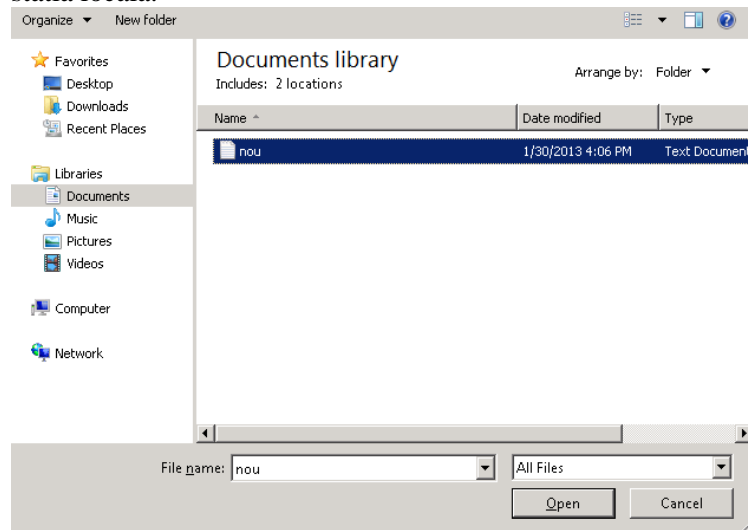 Organize New folder
Favorites
Desktop
Downloads
Recent Places
Libraries
Documents
Music
Pictures
Videos
Computer
Network
Documents library
Includes: 2 locations
Arrange by: Folder
Name Date modified Type
nou 1/30/2013 4:06 PM Text Document
File name: nou
All Files
Open Cancel